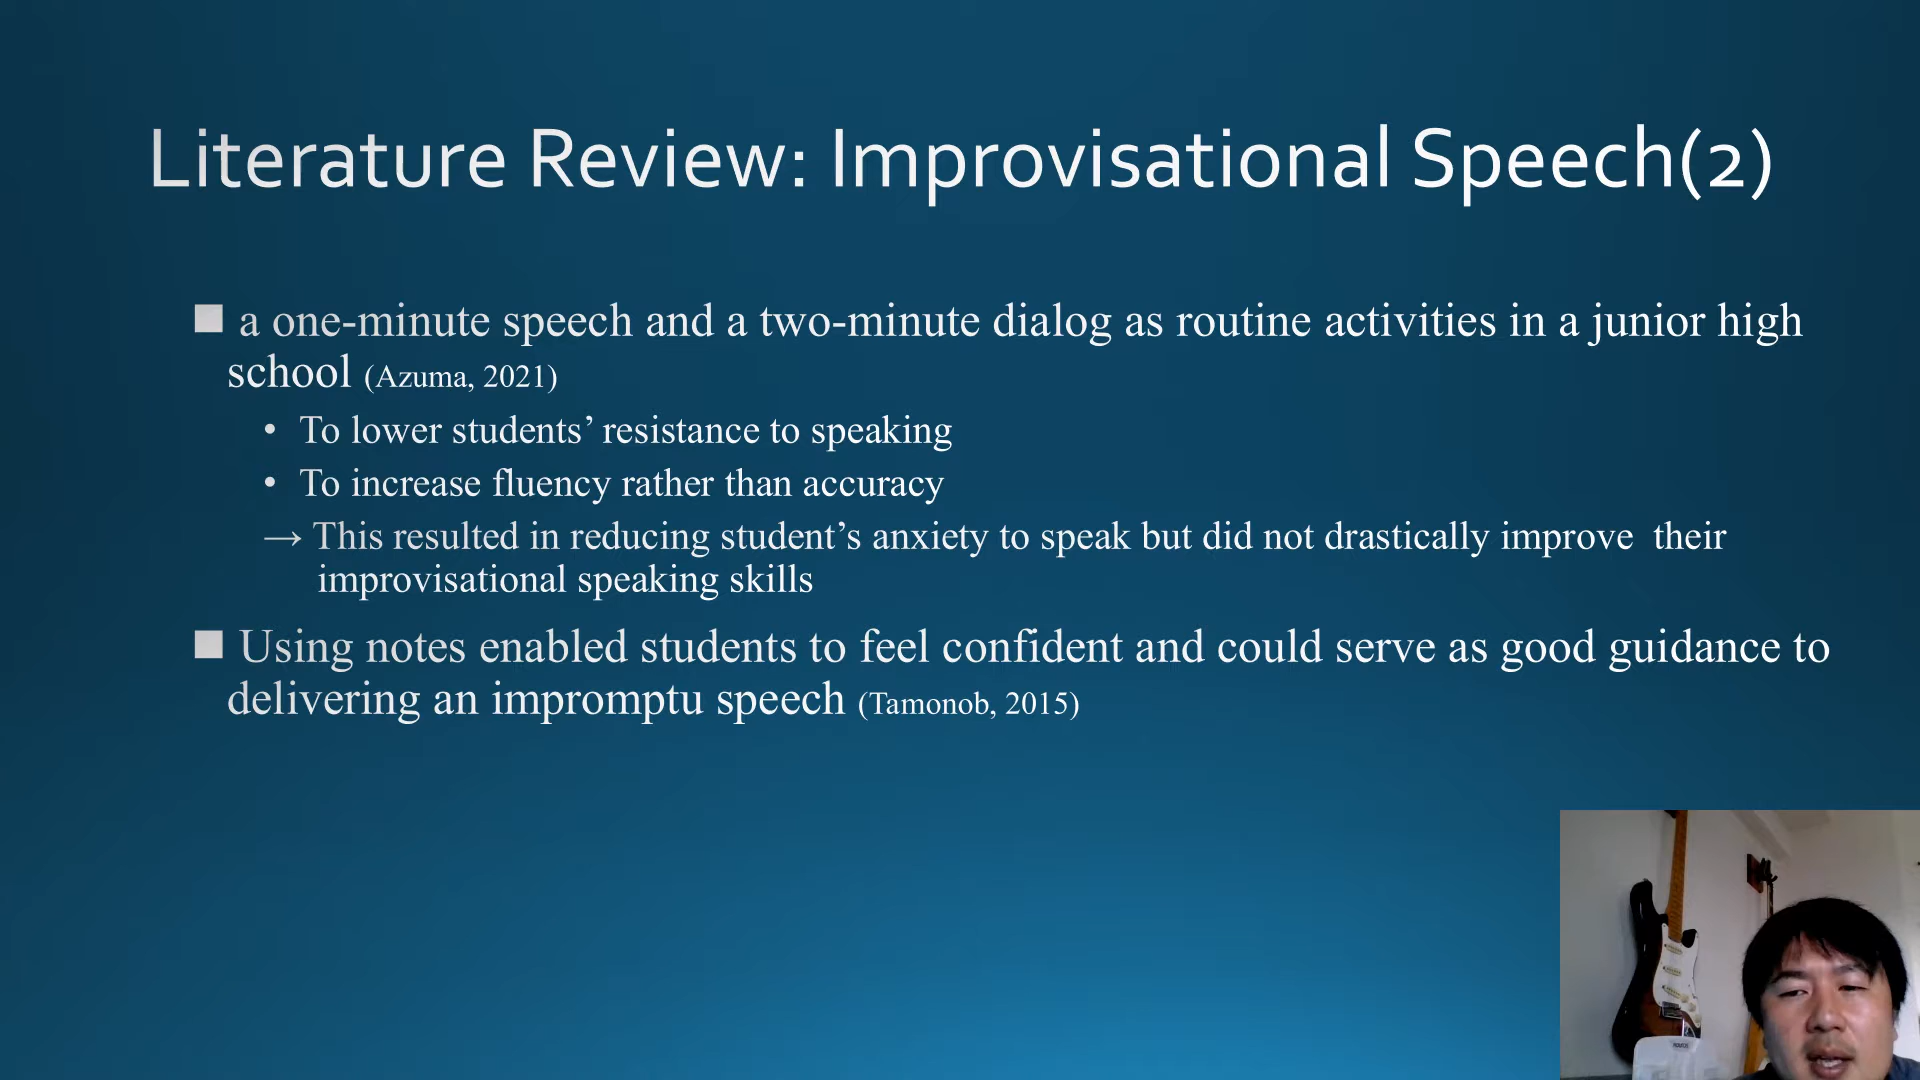 Literature Review: Improvisational Speech(2)
■ a one-minute speech and a two-minute dialog as routine activities in a junior high
school (Azuma, 2021)
• To lower students’ resistance to speaking
• To increase fluency rather than accuracy
→ This resulted in reducing student’s anxiety to speak but did not drastically improve  their
improvisational speaking skills
■ Using notes enabled students to feel confident and could serve as good guidance to
delivering an impromptu speech (Tamonob, 2015)